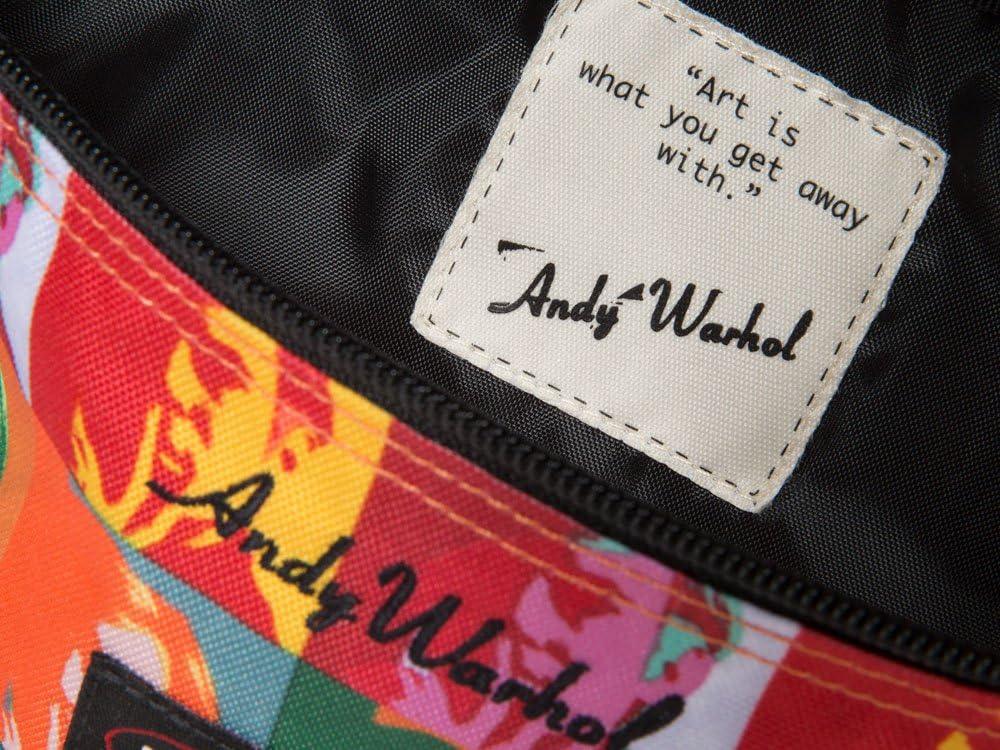 “Art is
what you get away
with.”
Andy Warhol
Andy Warhol